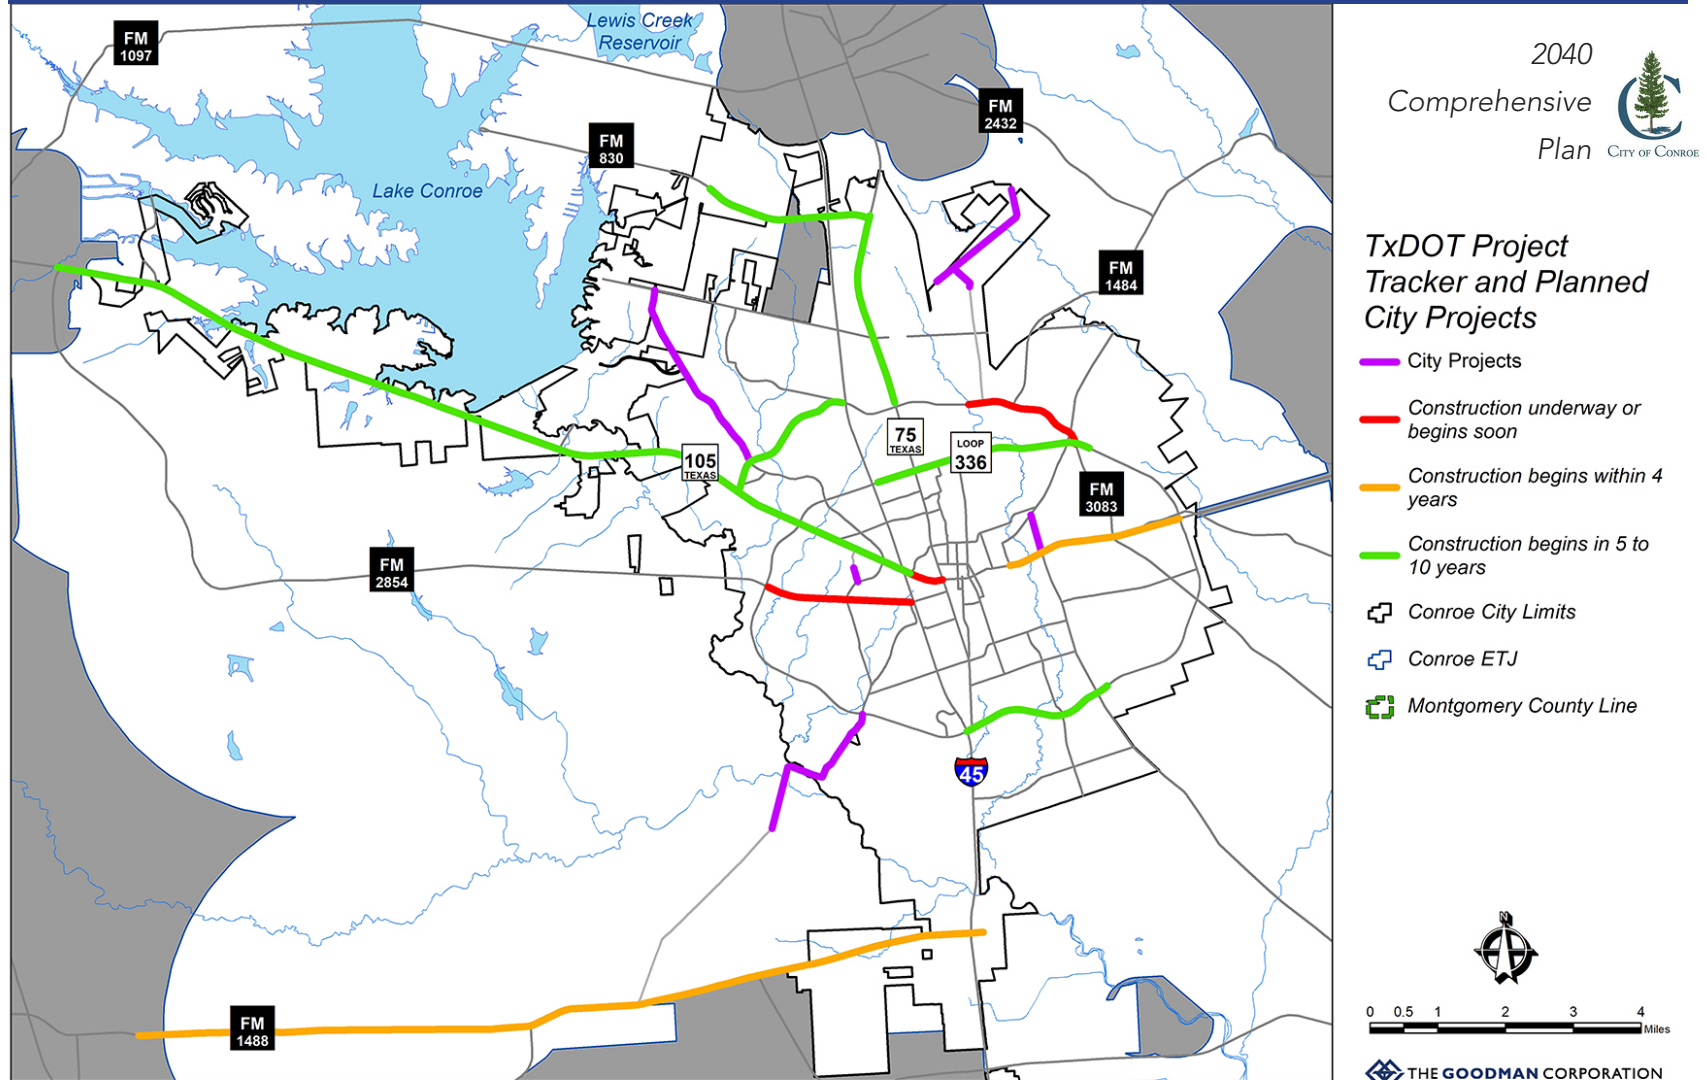 2040
Comprehensive
Plan
CITY OF CONROE
TxDOT Project
Tracker and Planned
City Projects
City Projects
Construction underway or
begins soon
Construction begins within 4
years
Construction begins in 5 to
10 years
Conroe City Limits
Conroe ETJ
Montgomery County Line
N
0 0.5 1 2 3 4
Miles
THE GOODMAN CORPORATION
Lewis Creek
Reservoir
FM
1097
FM
2432
FM
830
Lake Conroe
FM
1484
75
TEXAS
LOOP
336
105
TEXAS
FM
3083
FM
2854
45
FM
1488